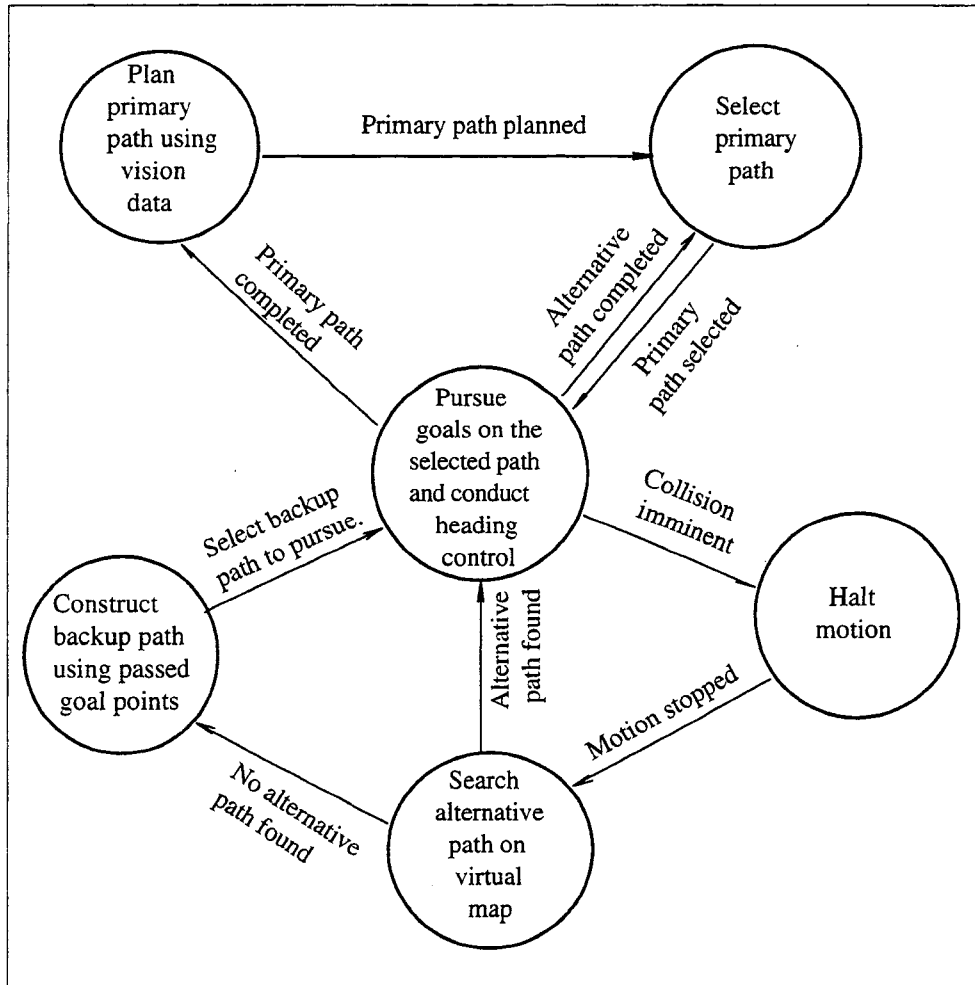 Plan
primary
path using
vision
data
Primary path planned
Select
primary
path
Primary path
completed
Alternative
path completed
Primary
path selected
Pursue
goals on the
selected path
and conduct
heading
control
Collision
imminent
Select backup
path to pursue.
Construct
backup path
using passed
goal points
Alternative
path found
Halt
motion
Motion stopped
No alternative
path found
Search
alternative
path on
virtual
map